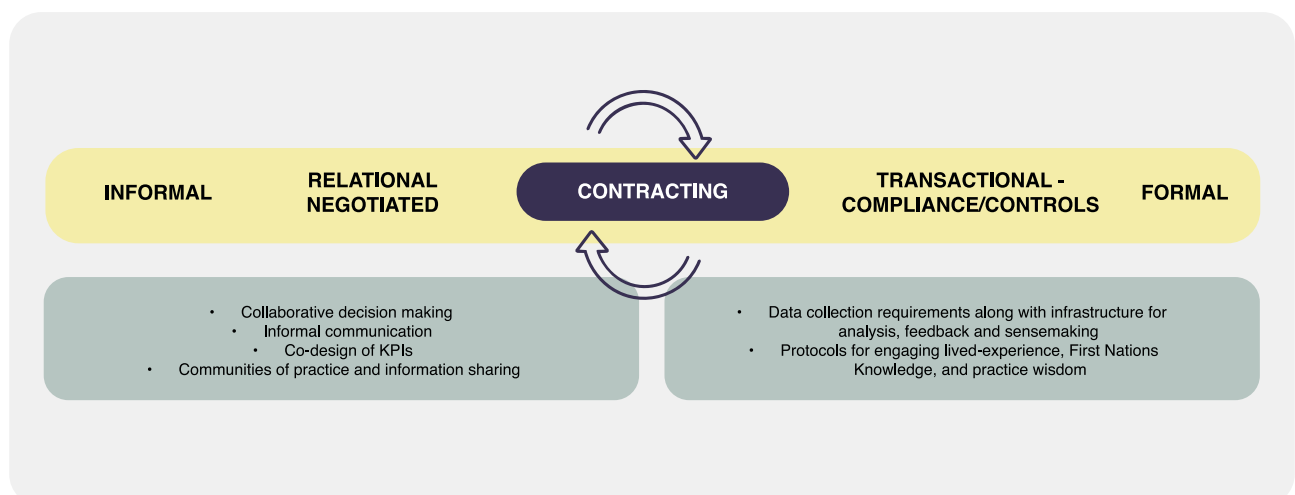 INFORMAL
RELATIONAL
NEGOTIATED
CONTRACTING
TRANSACTIONAL -
COMPLIANCE/CONTROLS
FORMAL
• Collaborative decision making
• Informal communication
• Co-design of KPIs
• Communities of practice and information sharing
• Data collection requirements along with infrastructure for
analysis, feedback and sensemaking
• Protocols for engaging lived-experience, First Nations
Knowledge, and practice wisdom